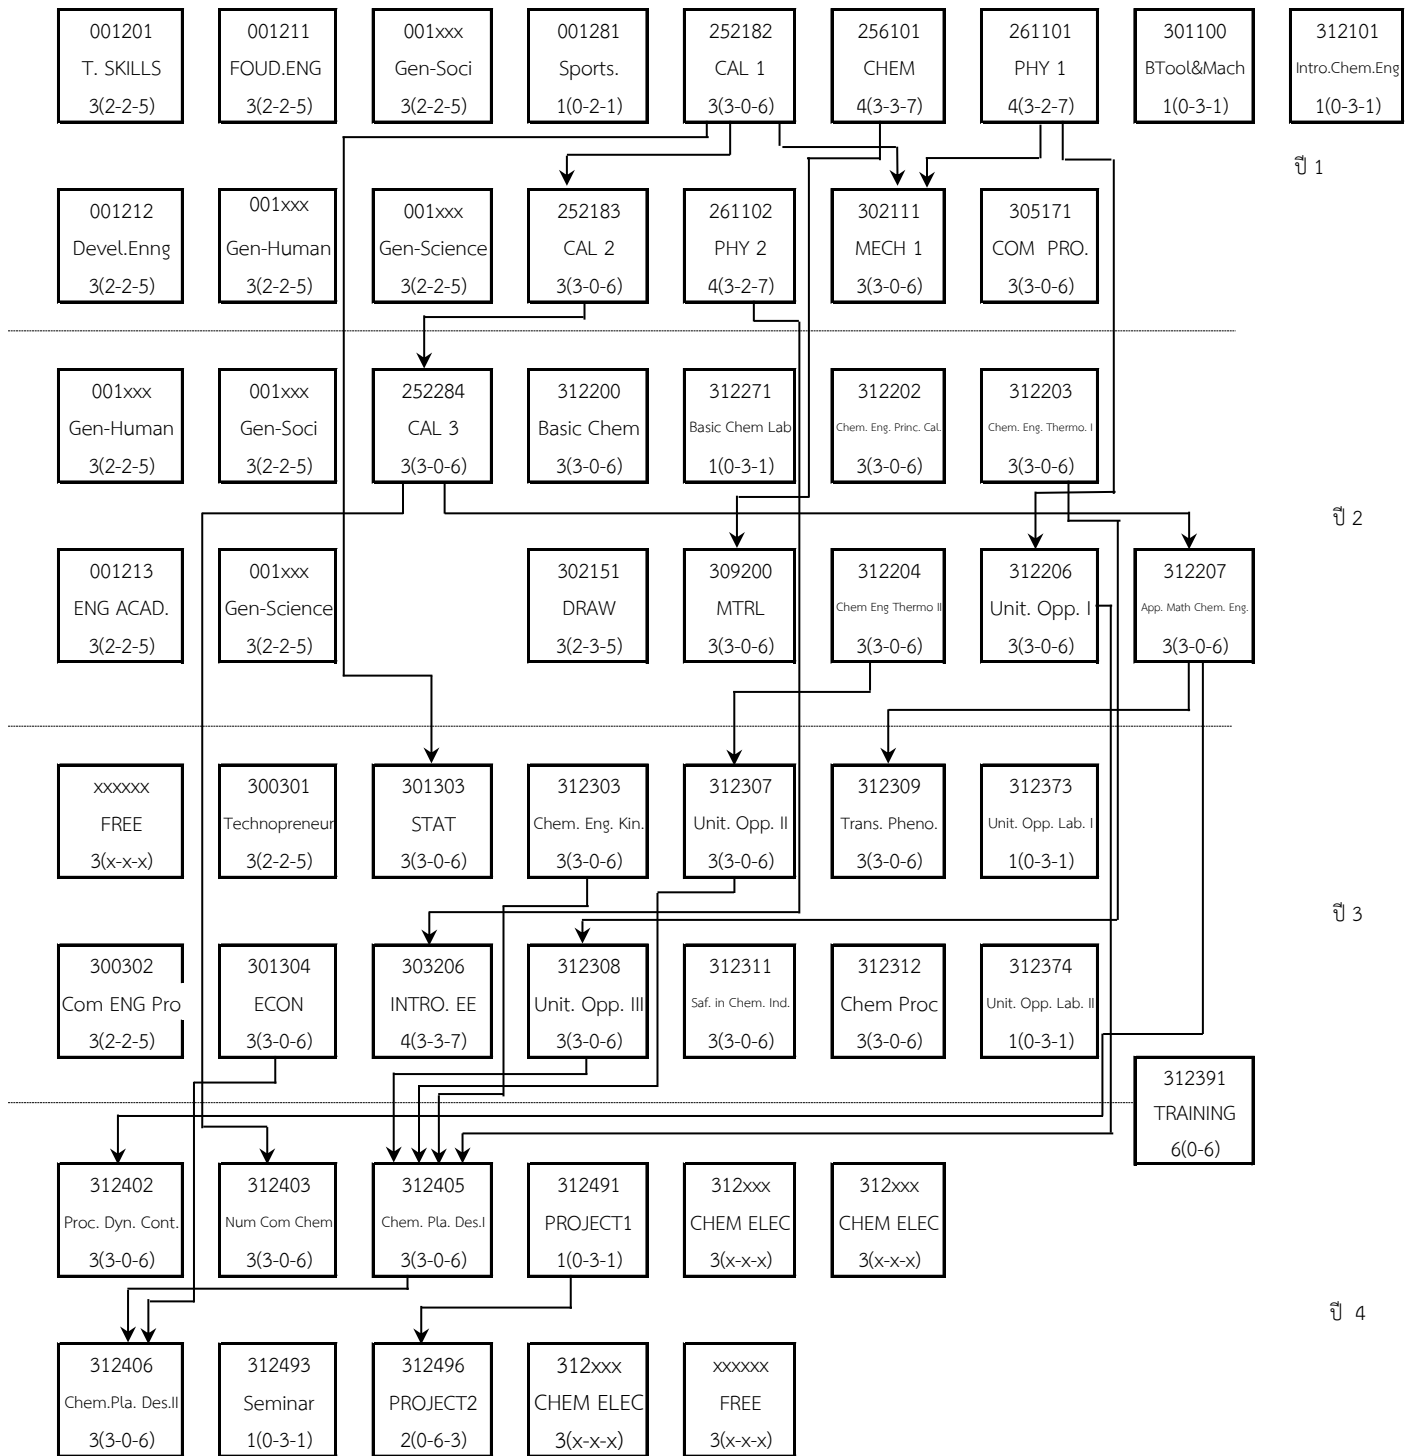 001201 001211 001xxx 001281 252182 256101 261101 301100 312101
T. SKILLS FOUD.ENG Gen-Soci Sports. CAL 1 CHEM PHY 1 BTool&Mach Intro.Chem.Eng
3(2-2-5) 3(2-2-5) 3(2-2-5) 1(0-2-1) 3(3-0-6) 4(3-3-7) 4(3-2-7) 1(0-3-1) 1(0-3-1)
ปี 1
001212 001xxx 001xxx 252183 261102 302111 305171
Devel.Enng Gen-Human Gen-Science CAL 2 PHY 2 MECH 1 COM PRO.
3(2-2-5) 3(2-2-5) 3(2-2-5) 3(3-0-6) 4(3-2-7) 3(3-0-6) 3(3-0-6)
001xxx 001xxx 252284 312200 312271 312202 312203
Gen-Human Gen-Soci CAL 3 Basic Chem Basic Chem Lab Chem. Eng. Princ. Cal. Chem. Eng. Thermo. I
3(2-2-5) 3(2-2-5) 3(3-0-6) 3(3-0-6) 1(0-3-1) 3(3-0-6) 3(3-0-6)
ปี 2
001213 001xxx 302151 309200 312204 312206 312207
ENG ACAD. Gen-Science DRAW MTRL Chem Eng Thermo II Unit. Opp. I App. Math Chem. Eng.
3(2-2-5) 3(2-2-5) 3(2-3-5) 3(3-0-6) 3(3-0-6) 3(3-0-6) 3(3-0-6)
xxxxxx 300301 301303 312303 312307 312309 312373
FREE Technopreneur STAT Chem. Eng. Kin. Unit. Opp. II Trans. Pheno. Unit. Opp. Lab. I
3(x-x-x) 3(2-2-5) 3(3-0-6) 3(3-0-6) 3(3-0-6) 3(3-0-6) 1(0-3-1)
ปี 3
300302 301304 303206 312308 312311 312312 312374
Com ENG Pro ECON INTRO. EE Unit. Opp. III Saf. in Chem. Ind. Chem Proc Unit. Opp. Lab. II
3(2-2-5) 3(3-0-6) 4(3-3-7) 3(3-0-6) 3(3-0-6) 3(3-0-6) 1(0-3-1)
312391
TRAINING
6(0-6)
312402 312403 312405 312491 312xxx 312xxx
Proc. Dyn. Cont. Num Com Chem Chem. Pla. Des.I PROJECT1 CHEM ELEC CHEM ELEC
3(3-0-6) 3(3-0-6) 3(3-0-6) 1(0-3-1) 3(x-x-x) 3(x-x-x)
ปี 4
312406 312493 312496 312xxx xxxxxx
Chem.Pla. Des.II Seminar PROJECT2 CHEM ELEC FREE
3(3-0-6) 1(0-3-1) 2(0-6-3) 3(x-x-x) 3(x-x-x)